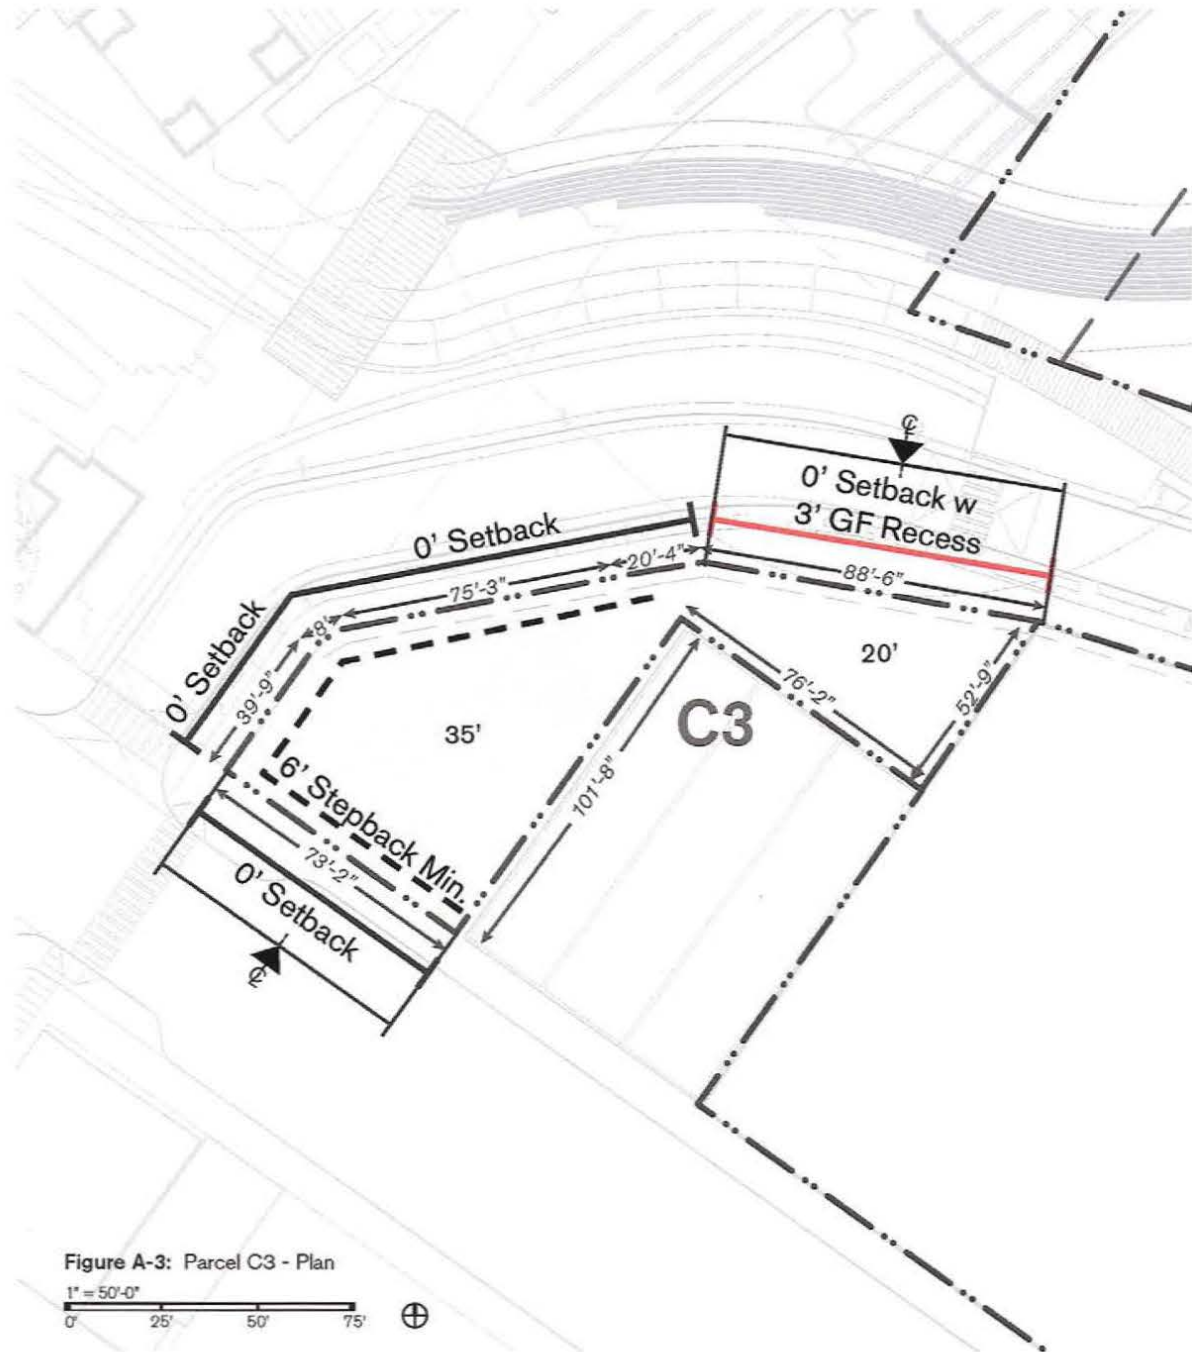 ℄
0' Setback w
3' GF Recess
0' Setback
20'-4"
75'-3"
88'-6"
8'
0' Setback
39'-9"
20'
76'-2"
52'-9"
C3
35'
101'-8"
6' Stepback Min.
73'-2"
0' Setback
℄
Figure A-3: Parcel C3 - Plan
1" = 50'-0"
0' 25' 50' 75'